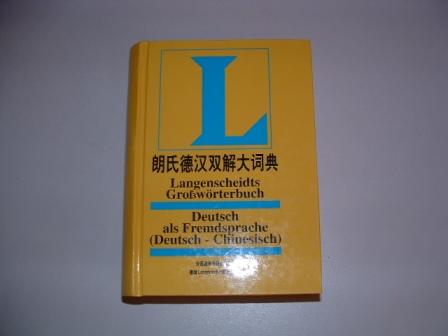 L
朗氏德汉双解大词典
Langenscheidts
Großwörterbuch
Deutsch
als Fremdsprache
(Deutsch - Chinesisch)